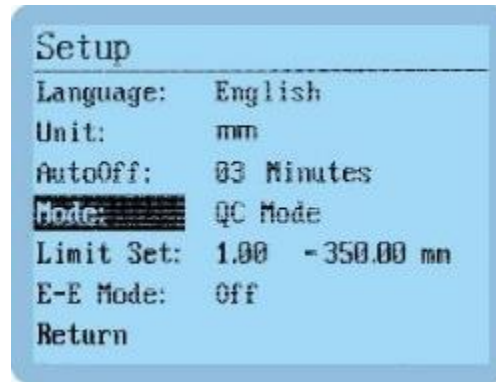 Setup
Language: English
Unit: mm
AutoOff: 03 Minutes
Mode: QC Mode
Limit Set: 1.00 -350.00 mm
E-E Mode: Off
Return